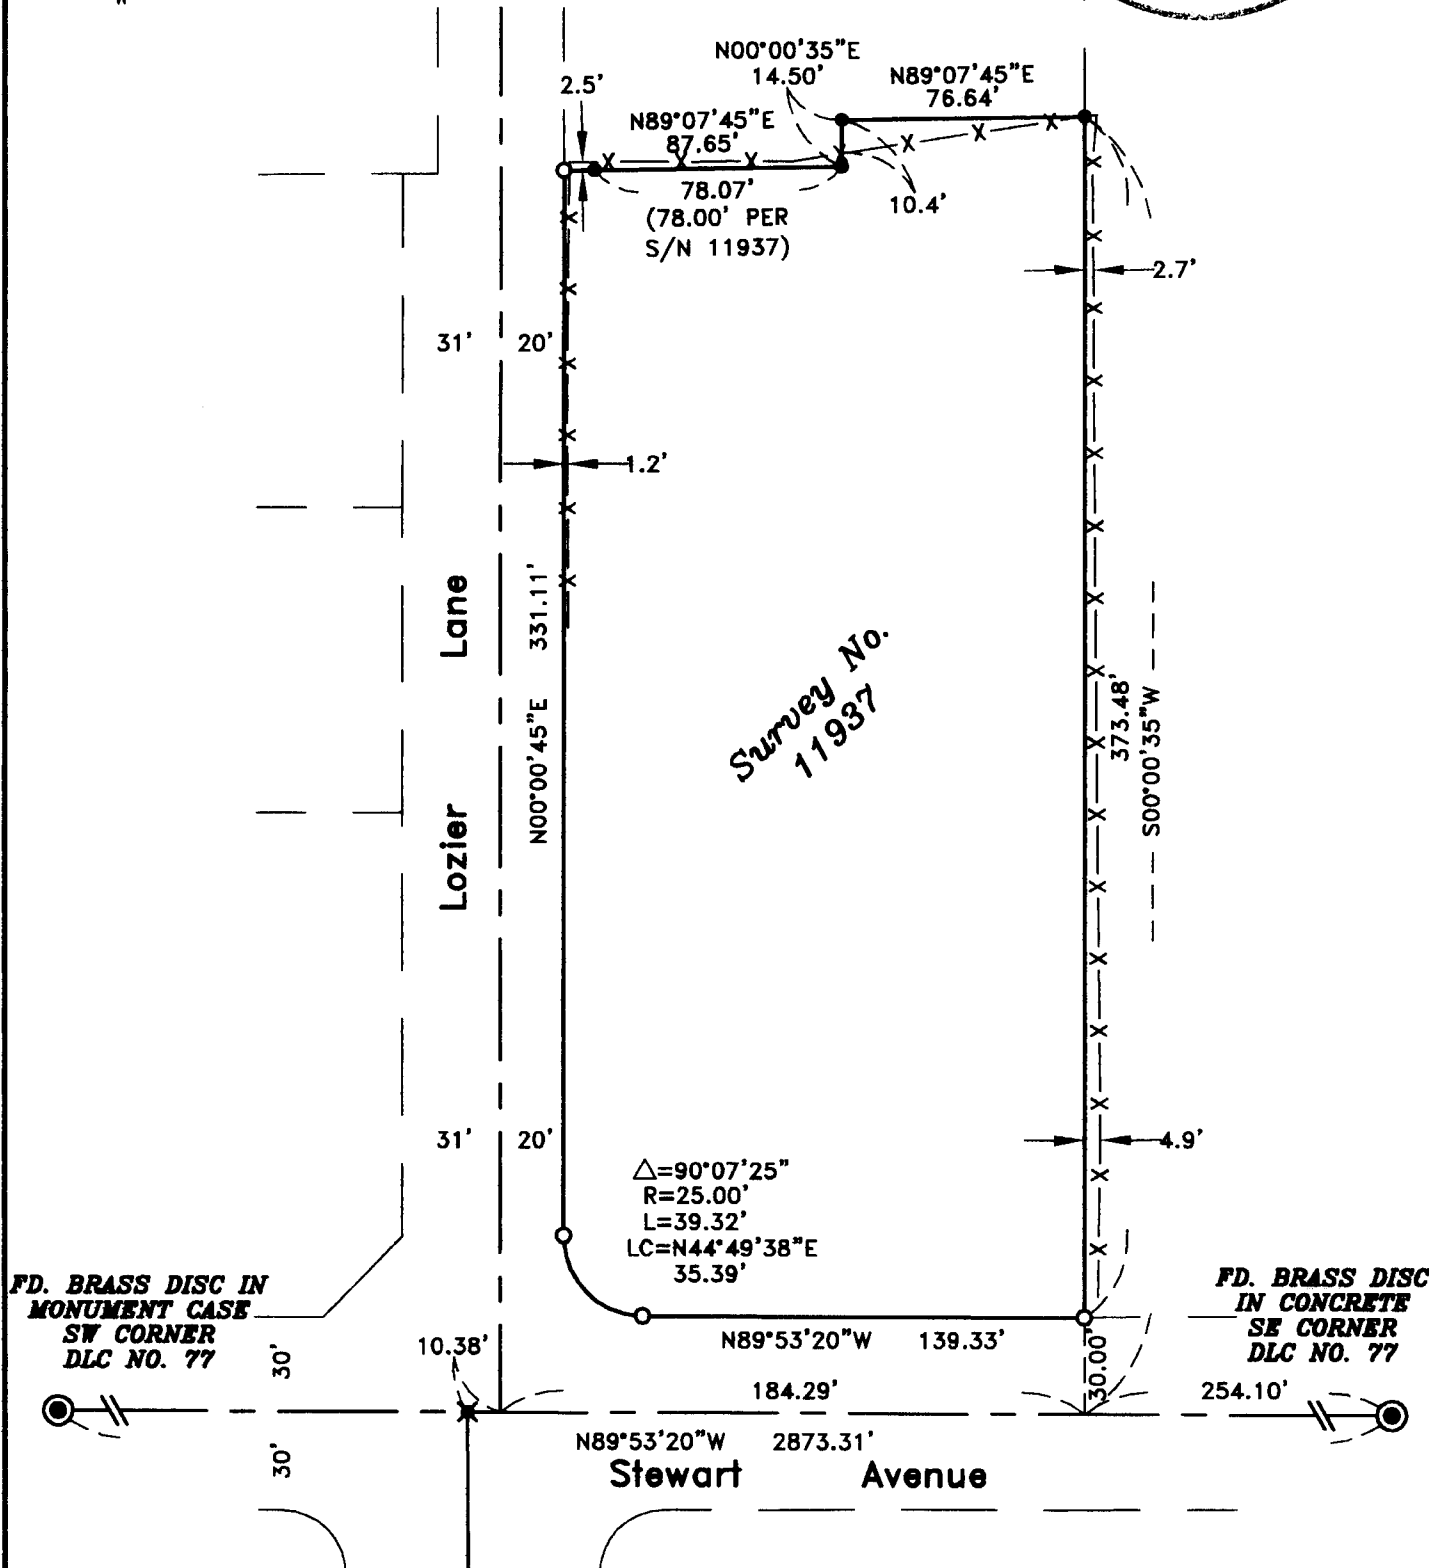 N00°00'35"E
14.50'
N89°07'45"E
76.64'
2.5'
N89°07'45"E
87.65'
78.07'
(78.00' PER
S/N 11937)
10.4'
2.7'
31' 20'
1.2'
Lozier Lane
N00°00'45"E 331.11'
Survey No.
11937
373.48'
S00°00'35"W
31' 20'
4.9'
△=90°07'25"
R=25.00'
L=39.32'
LC=N44°49'38"E
35.39'
FD. BRASS DISC IN
MONUMENT CASE
SW CORNER
DLC NO. 77
FD. BRASS DISC
IN CONCRETE
SE CORNER
DLC NO. 77
N89°53'20"W 139.33'
10.38'
30'
30.00'
184.29'
254.10'
N89°53'20"W 2873.31'
30'
Stewart Avenue